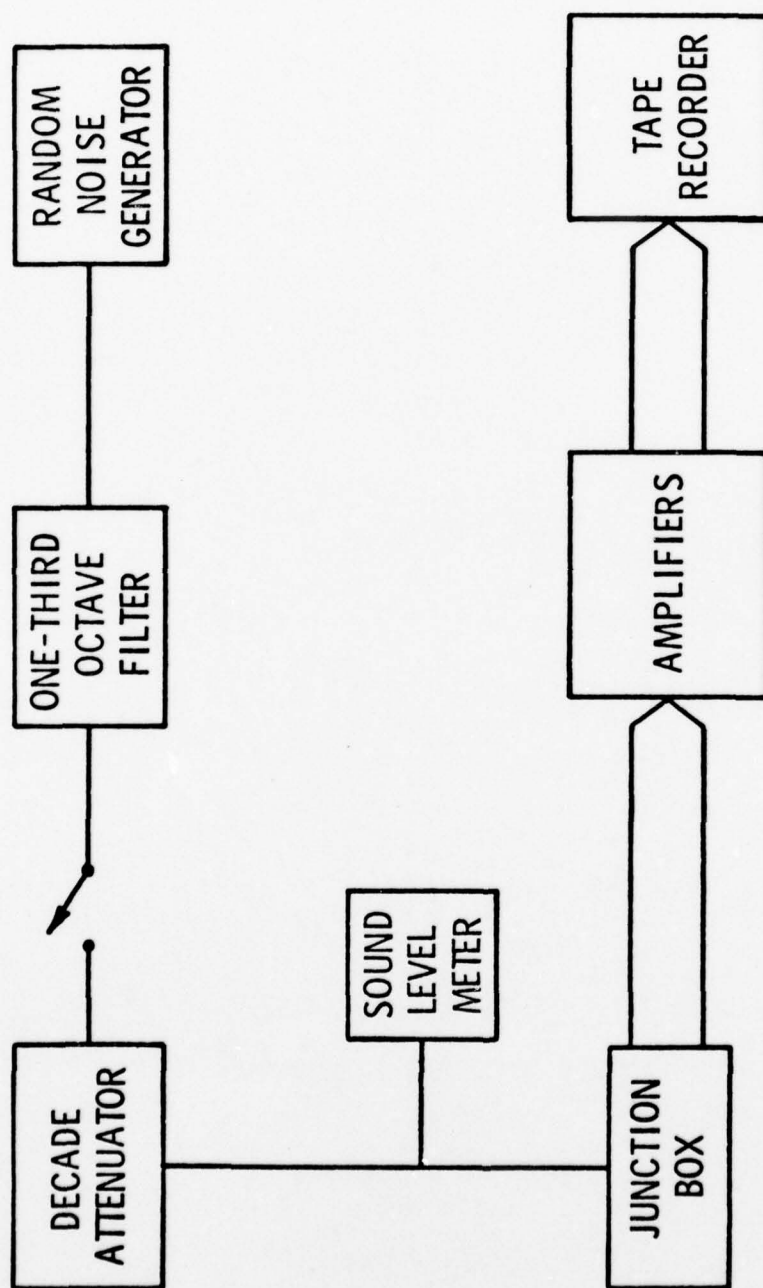 RANDOM
NOISE
GENERATOR
ONE-THIRD
OCTAVE
FILTER
DECADE
ATTENUATOR
SOUND
LEVEL
METER
JUNCTION
BOX
AMPLIFIERS
TAPE
RECORDER